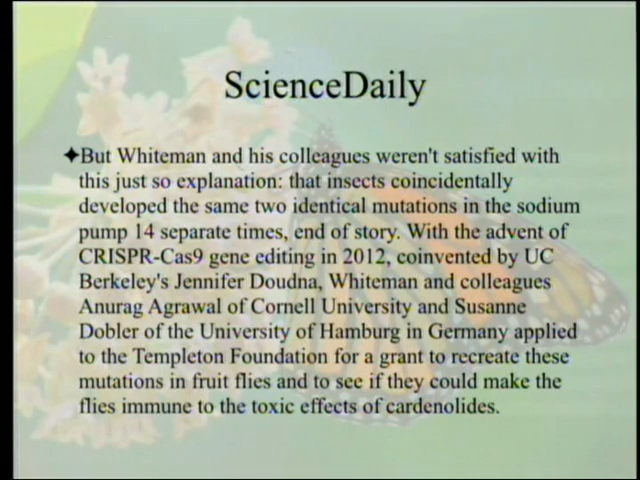 ScienceDaily
✦But Whiteman and his colleagues weren't satisfied with
this just so explanation: that insects coincidentally
developed the same two identical mutations in the sodium
pump 14 separate times, end of story. With the advent of
CRISPR-Cas9 gene editing in 2012, coinvented by UC
Berkeley's Jennifer Doudna, Whiteman and colleagues
Anurag Agrawal of Cornell University and Susanne
Dobler of the University of Hamburg in Germany applied
to the Templeton Foundation for a grant to recreate these
mutations in fruit flies and to see if they could make the
flies immune to the toxic effects of cardenolides.